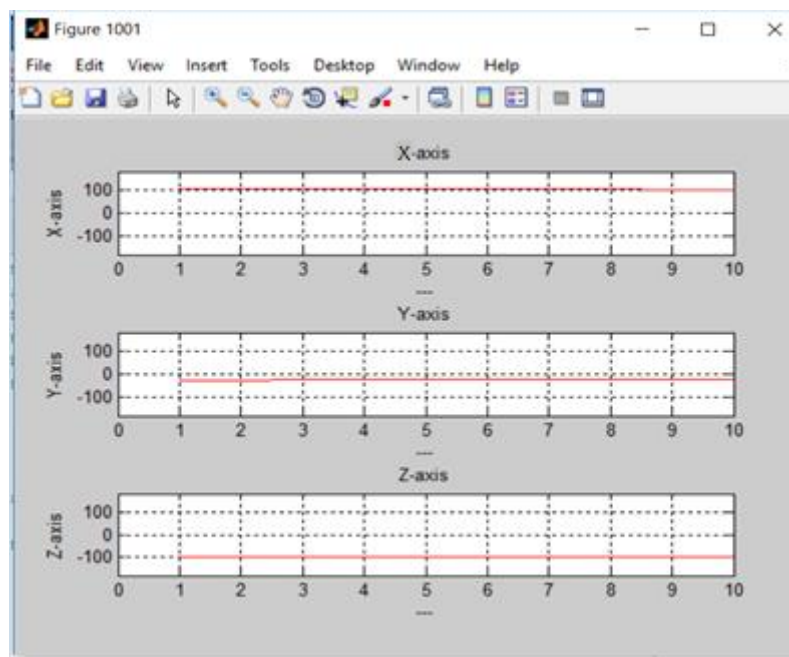 Figure 1001
File Edit View Insert Tools Desktop Window Help
X-axis
X-axis
100
0
-100
0 1 2 3 4 5 6 7 8 9 10
---
Y-axis
Y-axis
100
0
-100
0 1 2 3 4 5 6 7 8 9 10
---
Z-axis
Z-axis
100
0
-100
0 1 2 3 4 5 6 7 8 9 10
---